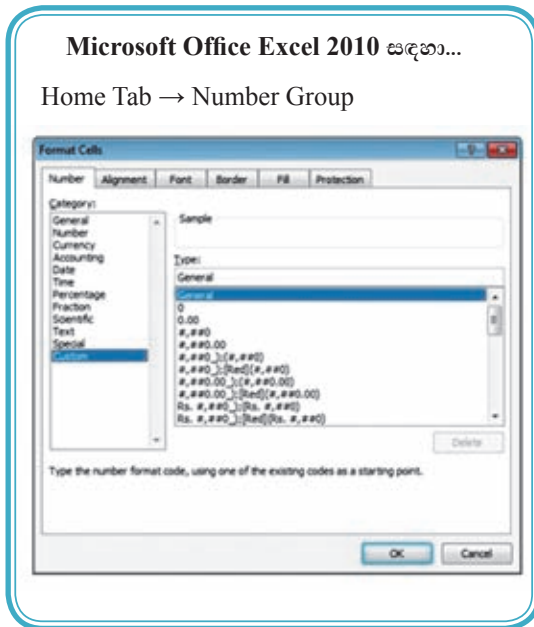 Microsoft Office Excel 2010 සඳහා...
Home Tab → Number Group
Format Cells
Number Alignment Font Border Fill Protection
Category:
General
Number
Currency
Accounting
Date
Time
Percentage
Fraction
Scientific
Text
Special
Custom
Sample
Type:
General
General
0
0.00
#,##0
#,##0.00
#,##0_);(#,##0)
#,##0_);[Red](#,##0)
#,##0.00_);(#,##0.00)
#,##0.00_);[Red](#,##0.00)
Rs. #,##0_);(Rs. #,##0)
Rs. #,##0_);[Red](Rs. #,##0)
Delete
Type the number format code, using one of the existing codes as a starting point.
OK Cancel